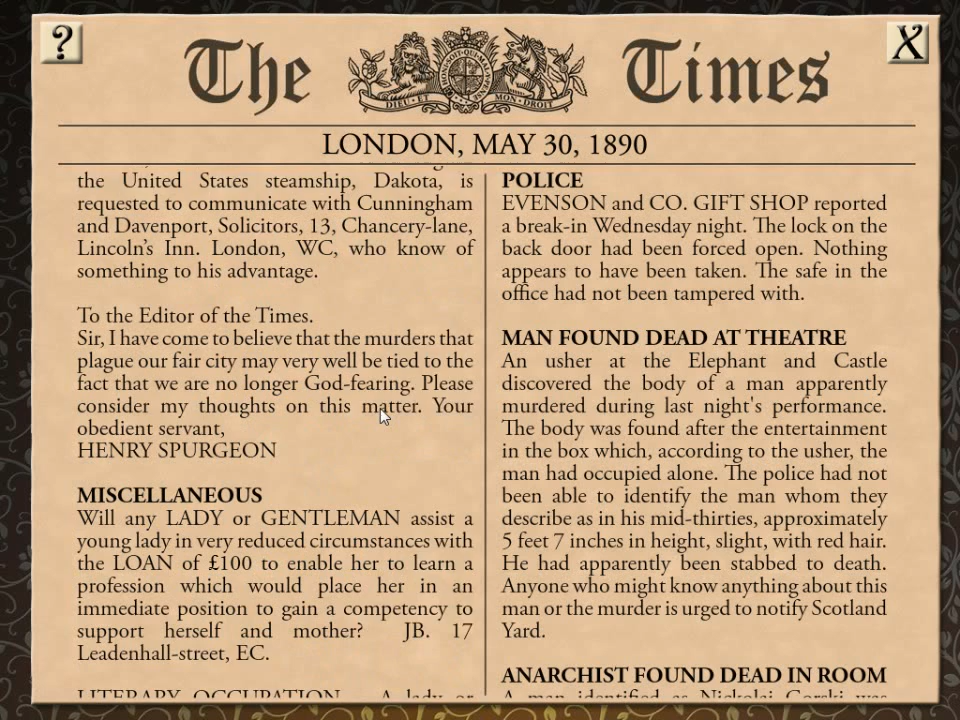 ?
The Times
X
DIEU·ET MON·DROIT
LONDON, MAY 30, 1890
the United States steamship, Dakota, is
requested to communicate with Cunningham
and Davenport, Solicitors, 13, Chancery-lane,
Lincoln's Inn. London, WC, who know of
something to his advantage.
To the Editor of the Times.
Sir, I have come to believe that the murders that
plague our fair city may very well be tied to the
fact that we are no longer God-fearing. Please
consider my thoughts on this matter. Your
obedient servant,
HENRY SPURGEON
MISCELLANEOUS
Will any LADY or GENTLEMAN assist a
young lady in very reduced circumstances with
the LOAN of £100 to enable her to learn a
profession which would place her in an
immediate position to gain a competency to
support herself and mother? JB. 17
Leadenhall-street, EC.
LITERARY OCCUPATION A lady or
POLICE
EVENSON and CO. GIFT SHOP reported
a break-in Wednesday night. The lock on the
back door had been forced open. Nothing
appears to have been taken. The safe in the
office had not been tampered with.
MAN FOUND DEAD AT THEATRE
An usher at the Elephant and Castle
discovered the body of a man apparently
murdered during last night's performance.
The body was found after the entertainment
in the box which, according to the usher, the
man had occupied alone. The police had not
been able to identify the man whom they
describe as in his mid-thirties, approximately
5 feet 7 inches in height, slight, with red hair.
He had apparently been stabbed to death.
Anyone who might know anything about this
man or the murder is urged to notify Scotland
Yard.
ANARCHIST FOUND DEAD IN ROOM
A man identified as Nickolai Gorski was